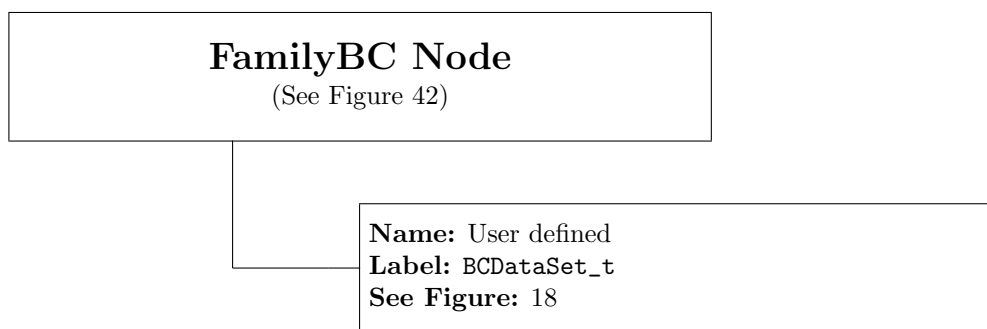 FamilyBC Node
(See Figure 42)
Name: User defined
Label: BCDataSet_t
See Figure: 18